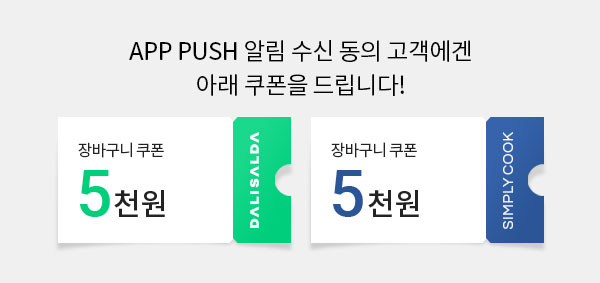 APP PUSH 알림 수신 동의 고객에겐
아래 쿠폰을 드립니다!
장바구니 쿠폰
5천원
DALISALDA
장바구니 쿠폰
5천원
SIMPLY COOK